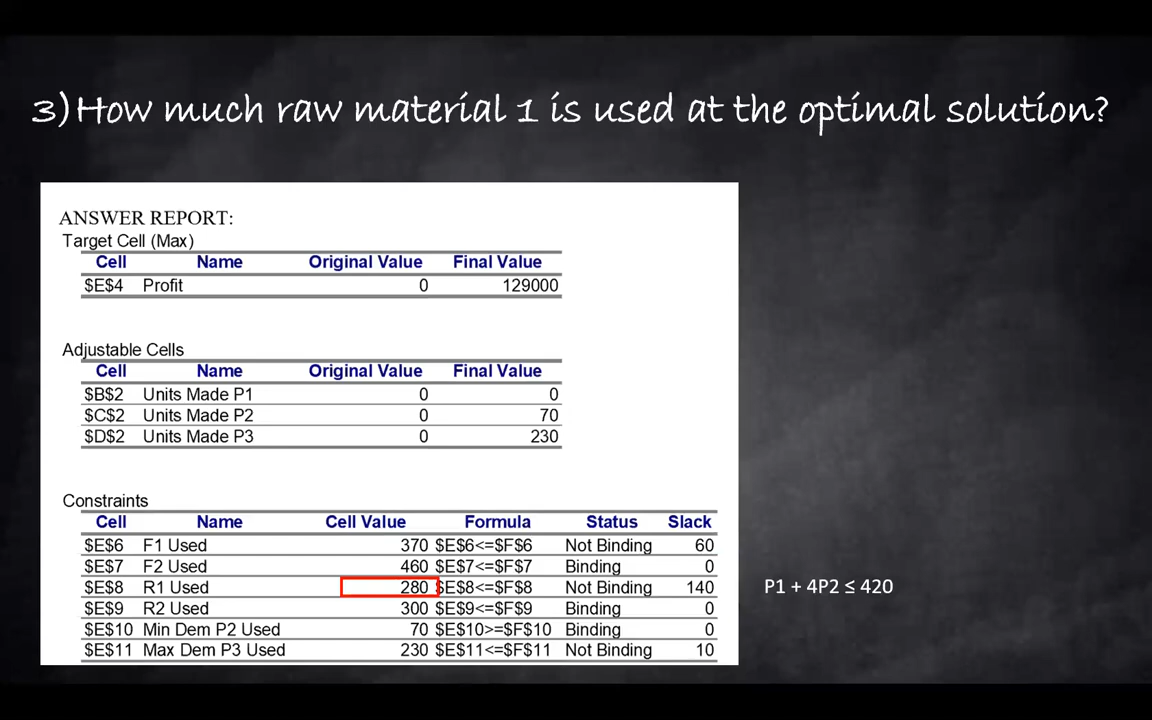 3) How much raw material 1 is used at the optimal solution?
ANSWER REPORT:
Target Cell (Max)
Cell Name Original Value Final Value
$E$4 Profit 0 129000
Adjustable Cells
Cell Name Original Value Final Value
$B$2 Units Made P1 0 0
$C$2 Units Made P2 0 70
$D$2 Units Made P3 0 230
Constraints
Cell Name Cell Value Formula Status Slack
$E$6 F1 Used 370 $E$6<=$F$6 Not Binding 60
$E$7 F2 Used 460 $E$7<=$F$7 Binding 0
$E$8 R1 Used 280 $E$8<=$F$8 Not Binding 140 P1 + 4P2 ≤ 420
$E$9 R2 Used 300 $E$9<=$F$9 Binding 0
$E$10 Min Dem P2 Used 70 $E$10>=$F$10 Binding 0
$E$11 Max Dem P3 Used 230 $E$11<=$F$11 Not Binding 10